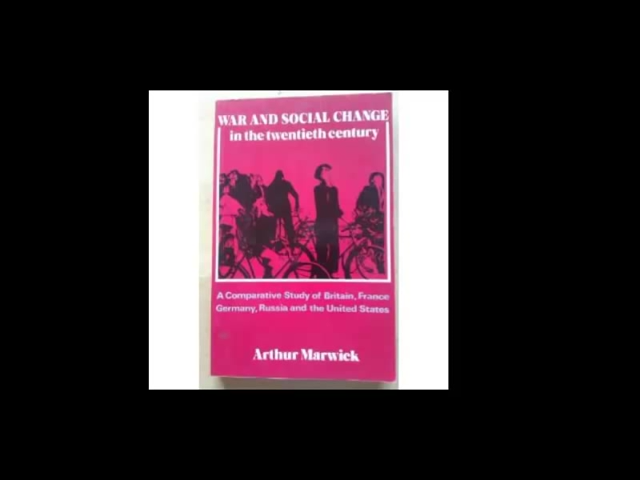 WAR AND SOCIAL CHANGE
in the twentieth century
A Comparative Study of Britain, France
Germany, Russia and the United States
Arthur Marwick